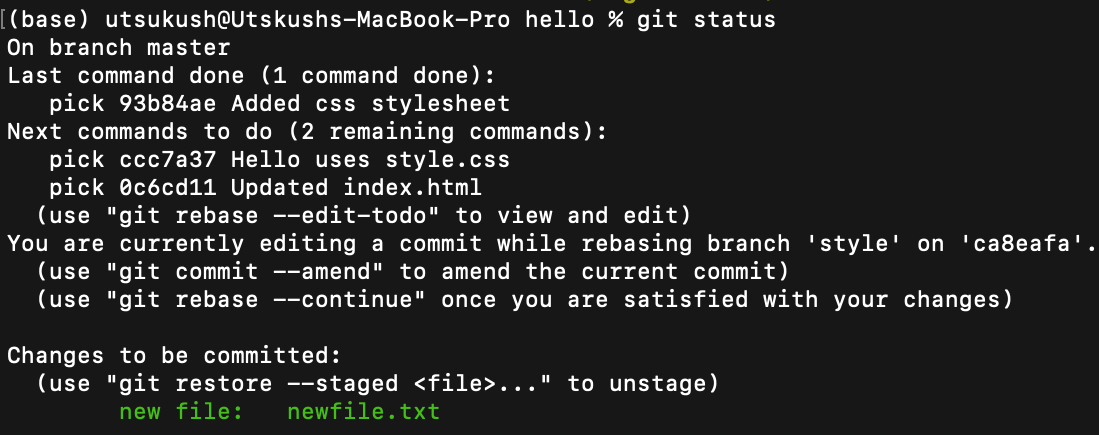 [(base) utsukush@Utskushs-MacBook-Pro hello % git status
On branch master
Last command done (1 command done):
   pick 93b84ae Added css stylesheet
Next commands to do (2 remaining commands):
   pick ccc7a37 Hello uses style.css
   pick 0c6cd11 Updated index.html
  (use "git rebase --edit-todo" to view and edit)
You are currently editing a commit while rebasing branch 'style' on 'ca8eafa'.
  (use "git commit --amend" to amend the current commit)
  (use "git rebase --continue" once you are satisfied with your changes)

Changes to be committed:
  (use "git restore --staged <file>..." to unstage)
        new file:   newfile.txt